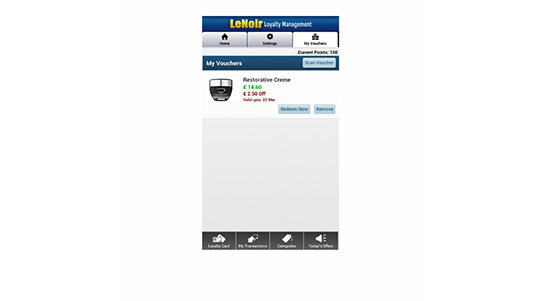 LeNoir Loyalty Management
Home
Settings
My Vouchers
Current Points: 100
My Vouchers
Scan Voucher
Restorative Creme
£ 14.60
£ 2.50 Off
Valid upto: 22 Mar
Redeem Now
Remove
Loyalty Card
My Transactions
Categories
Today's Offers